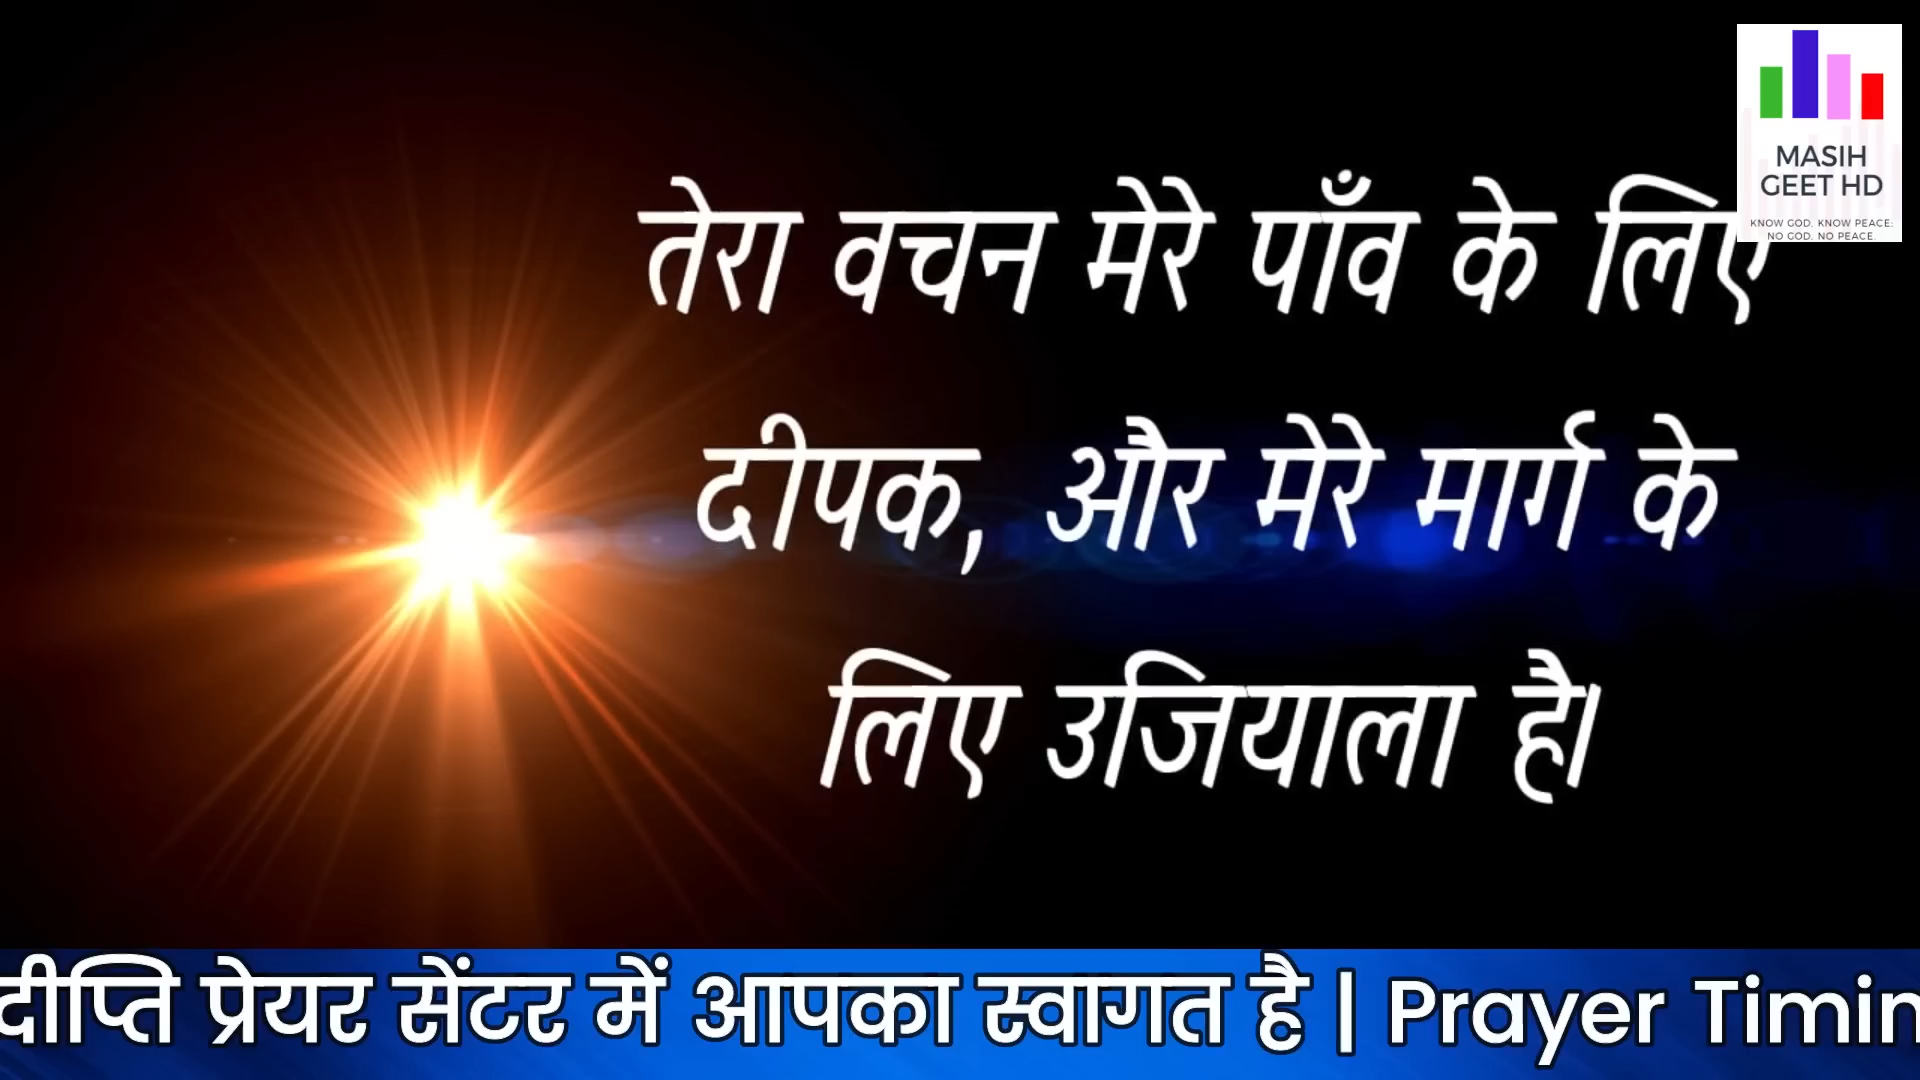 तेरा वचन मेरे पाँव के लिए
दीपक, और मेरे मार्ग के
लिए उजियाला है।
MASIH
GEET HD
KNOW GOD. KNOW PEACE:
NO GOD. NO PEACE
दीप्ति प्रेयर सेंटर में आपका स्वागत है | Prayer Timin